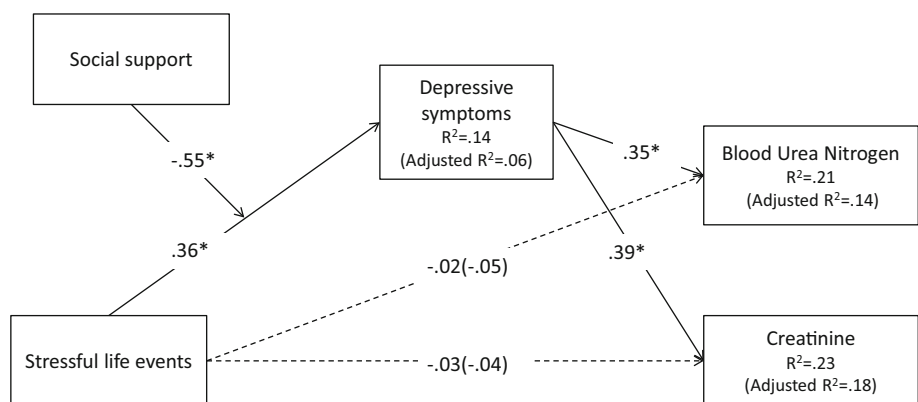 Social support
Depressive
symptoms
R²=.14
(Adjusted R²=.06)
-.55*
.35*
Blood Urea Nitrogen
R²=.21
(Adjusted R²=.14)
.36*
.39*
-.02(-.05)
Stressful life events
-.03(-.04)
Creatinine
R²=.23
(Adjusted R²=.18)